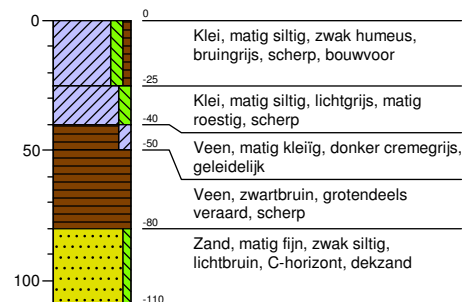 0
0
Klei, matig siltig, zwak humeus,
bruingrijs, scherp, bouwvoor
-25
Klei, matig siltig, lichtgrijs, matig
roestig, scherp
-40
Veen, matig kleiïg, donker cremegrijs,
geleidelijk
50
-50
Veen, zwartbruin, grotendeels
veraard, scherp
-80
Zand, matig fijn, zwak siltig,
lichtbruin, C-horizont, dekzand
100
-110